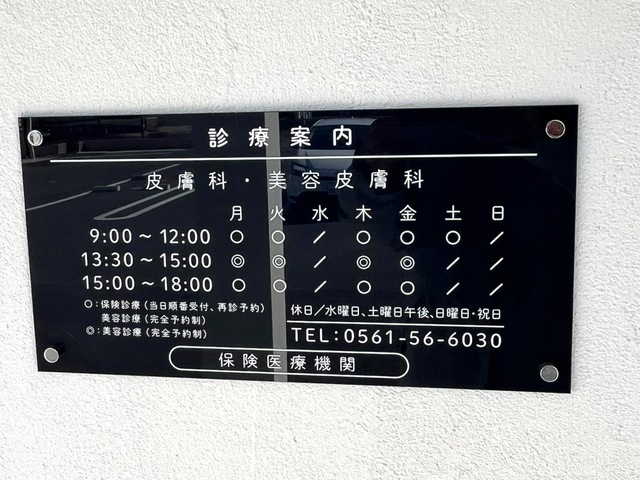 診療案内
皮膚科・美容皮膚科
月 火 水 木 金 土 日
9:00～12:00 ○ ○ ／ ○ ○ ○ ／
13:30～15:00 ◎ ◎ ／ ◎ ◎ ／ ／
15:00～18:00 ○ ○ ／ ○ ○ ／ ／
○：保険診療（当日順番受付、再診予約）
美容診療（完全予約制）
◎：美容診療（完全予約制）
休日／水曜日、土曜日午後、日曜日・祝日
TEL：0561-56-6030
保険医療機関